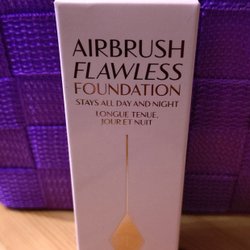 AIRBRUSH
FLAWLESS
FOUNDATION
STAYS ALL DAY AND NIGHT
LONGUE TENUE,
JOUR ET NUIT